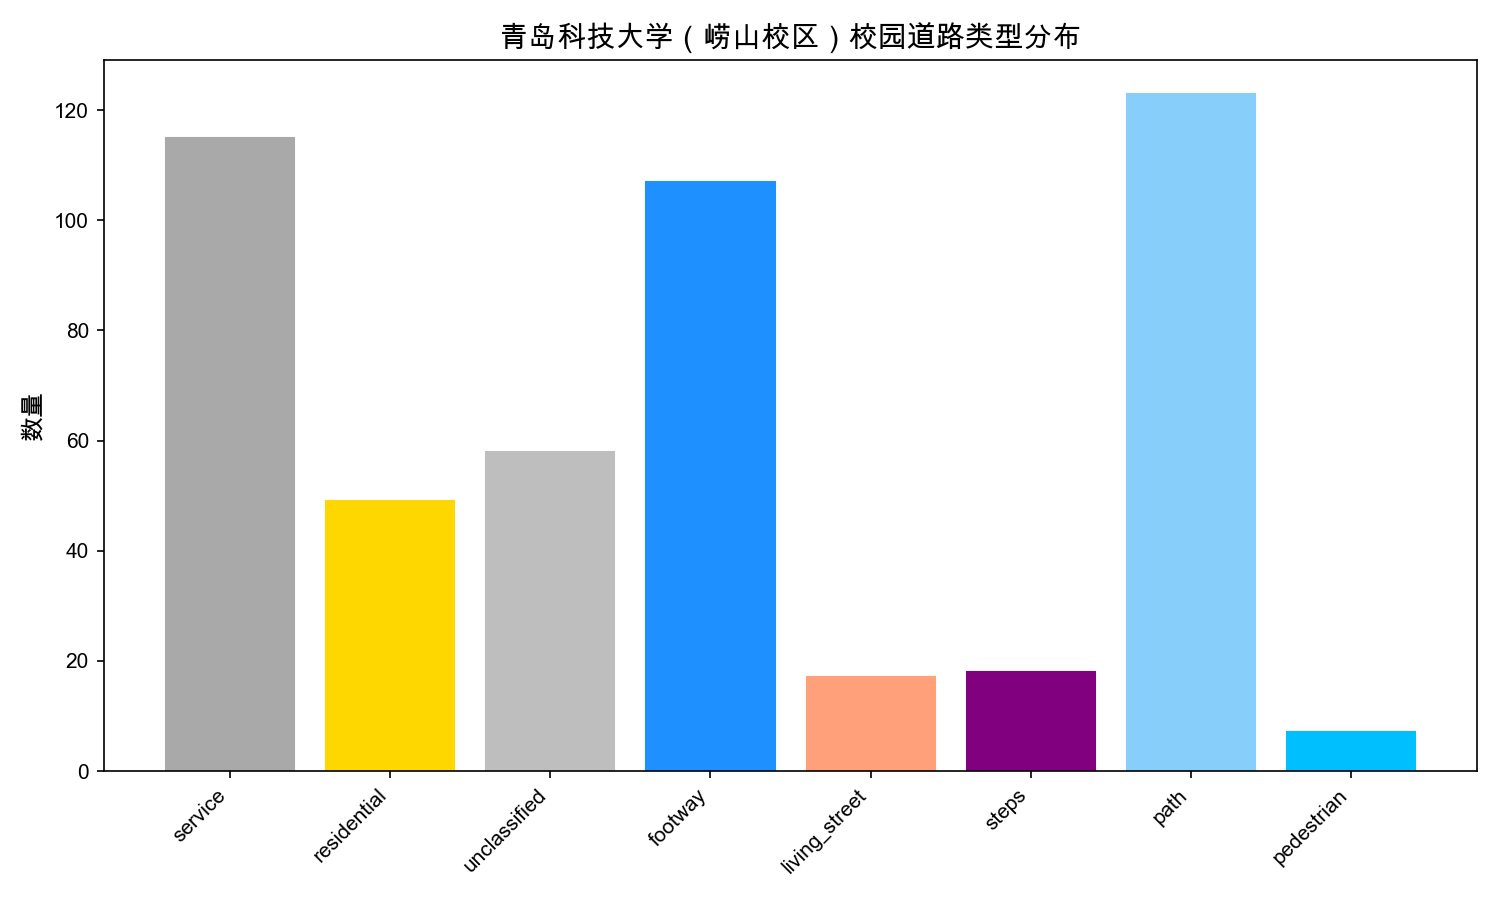 青岛科技大学（崂山校区）校园道路类型分布
数量
120
100
80
60
40
20
0
service
residential
unclassified
footway
living_street
steps
path
pedestrian